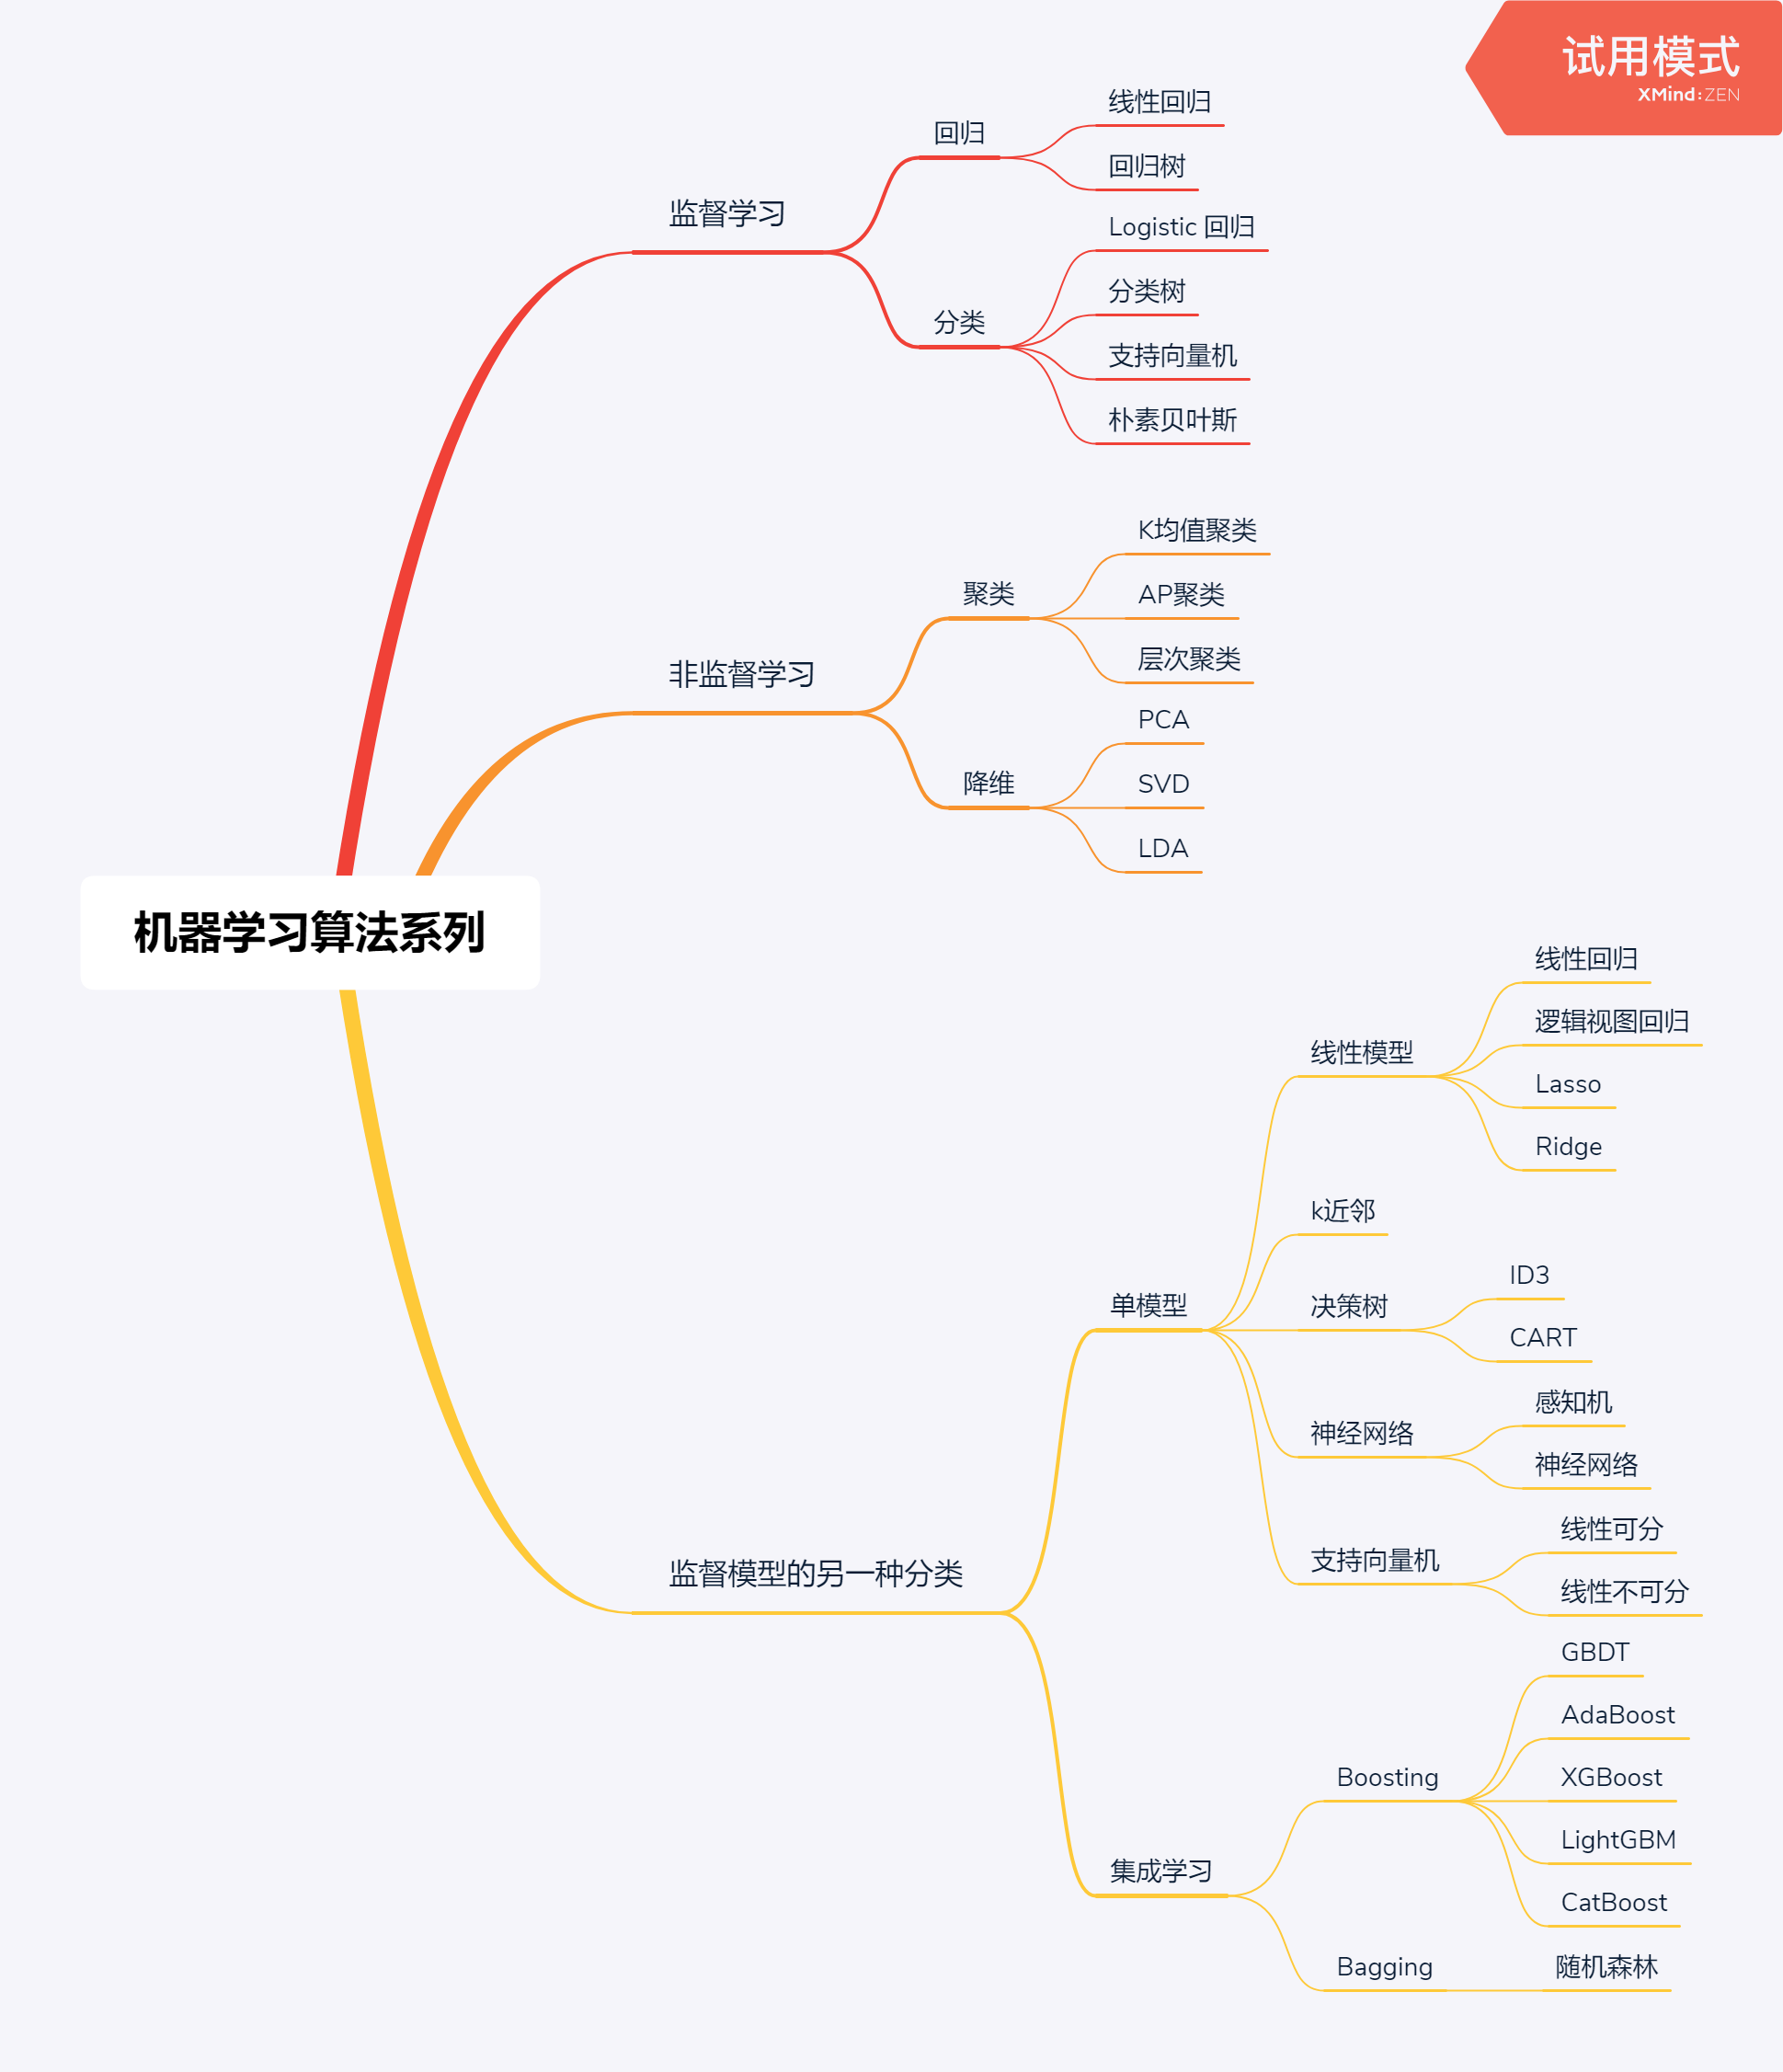 试用模式
XMind:ZEN
机器学习算法系列
监督学习
回归
线性回归
回归树
分类
Logistic 回归
分类树
支持向量机
朴素贝叶斯
非监督学习
聚类
K均值聚类
AP聚类
层次聚类
降维
PCA
SVD
LDA
监督模型的另一种分类
单模型
线性模型
线性回归
逻辑视图回归
Lasso
Ridge
k近邻
决策树
ID3
CART
神经网络
感知机
神经网络
支持向量机
线性可分
线性不可分
集成学习
Boosting
GBDT
AdaBoost
XGBoost
LightGBM
CatBoost
Bagging
随机森林